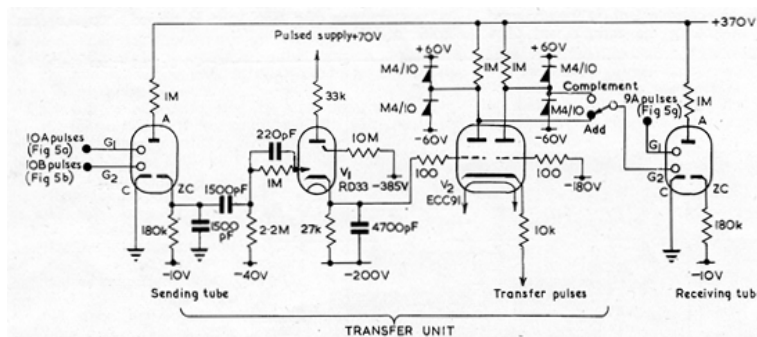 +370V
Pulsed supply+70V
+60V
+60V
1M
1M
1M
M4/10
M4/10
Complement
33k
9A pulses
(Fig 5g)
1M
M4/10
M4/10
10A pulses
(Fig 5a)
G1
A
220pF
10M
-60V
-60V
Add
G1
A
10B pulses
(Fig 5b)
G2
1M
V1
RD33
-385V
100
V2
ECC91
100
-180V
G2
C
ZC
1500pF
C
ZC
180k
1500
pF
2·2M
27k
4700pF
10k
180k
-10V
-40V
-200V
-10V
Sending tube
Transfer pulses
Receiving tub
TRANSFER UNIT